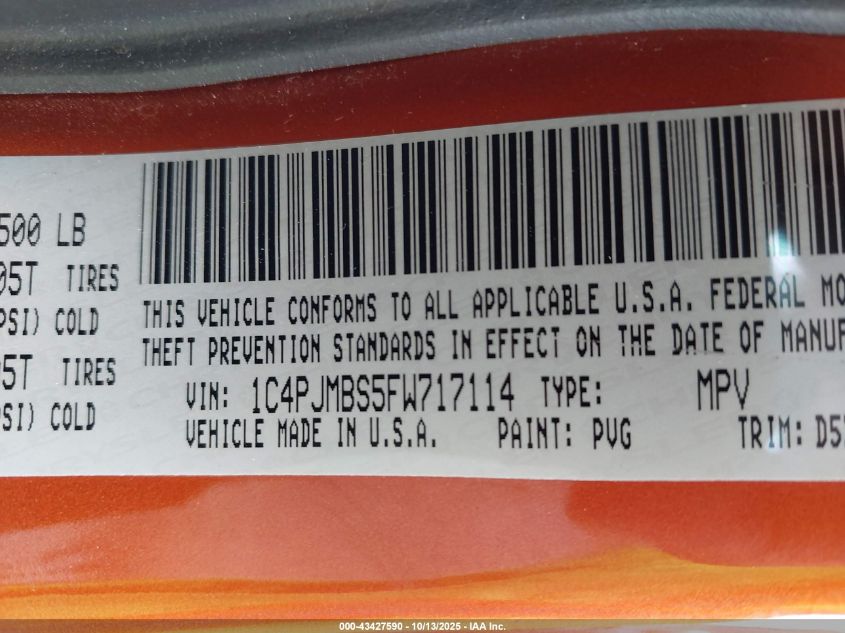 500 LB
05T TIRES
PSI) COLD
5T TIRES
SI) COLD
THIS VEHICLE CONFORMS TO ALL APPLICABLE U.S.A. FEDERAL MO
THEFT PREVENTION STANDARDS IN EFFECT ON THE DATE OF MANUF
VIN: 1C4PJMBS5FW717114 TYPE: MPV
VEHICLE MADE IN U.S.A. PAINT: PVG TRIM: D5
000-43427590 - 10/13/2025 - IAA Inc.